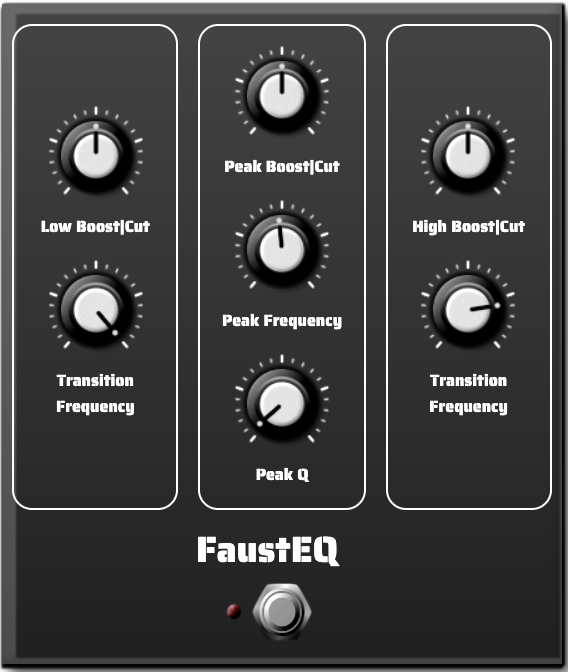 Low Boost|Cut
Transition
Frequency
Peak Boost|Cut
Peak Frequency
Peak Q
High Boost|Cut
Transition
Frequency
FaustEQ